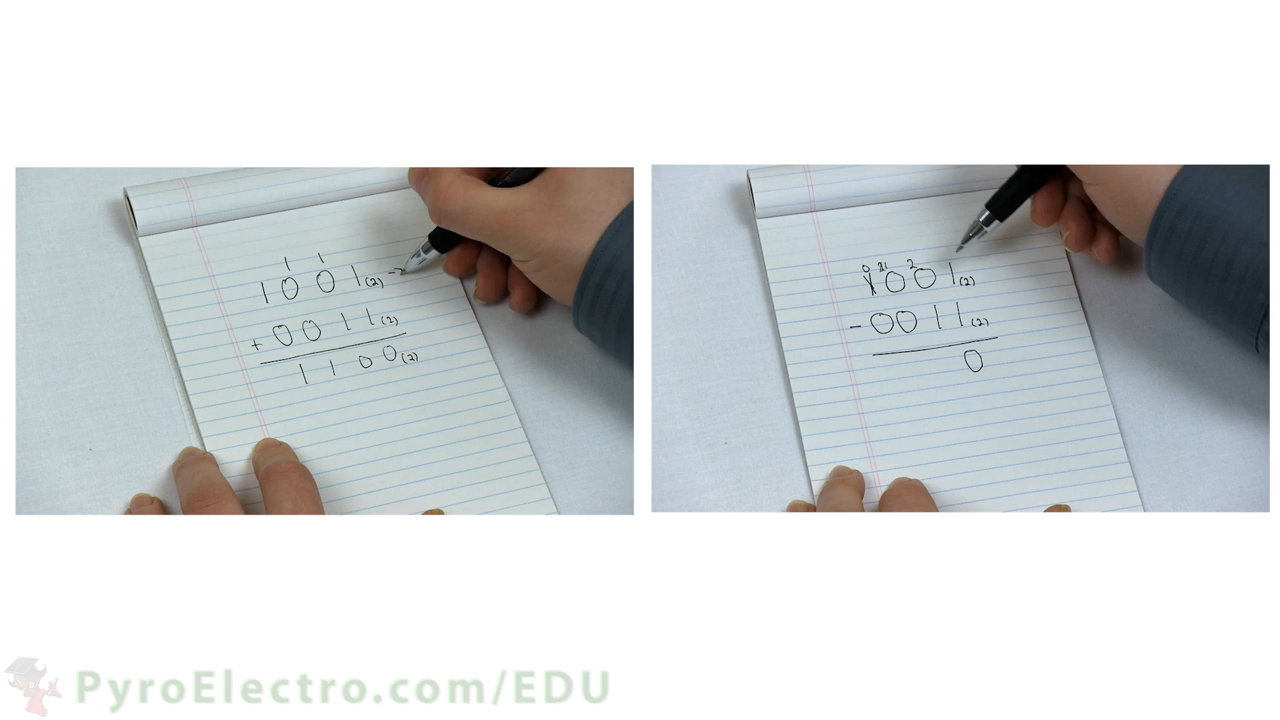 1 1
1 0 0 1(2) →
+ 0 0 1 1(2)
1 1 0 0(2)
0 21 2
1 0 0 1(2)
- 0 0 1 1(2)
0
PyroElectro.com/EDU